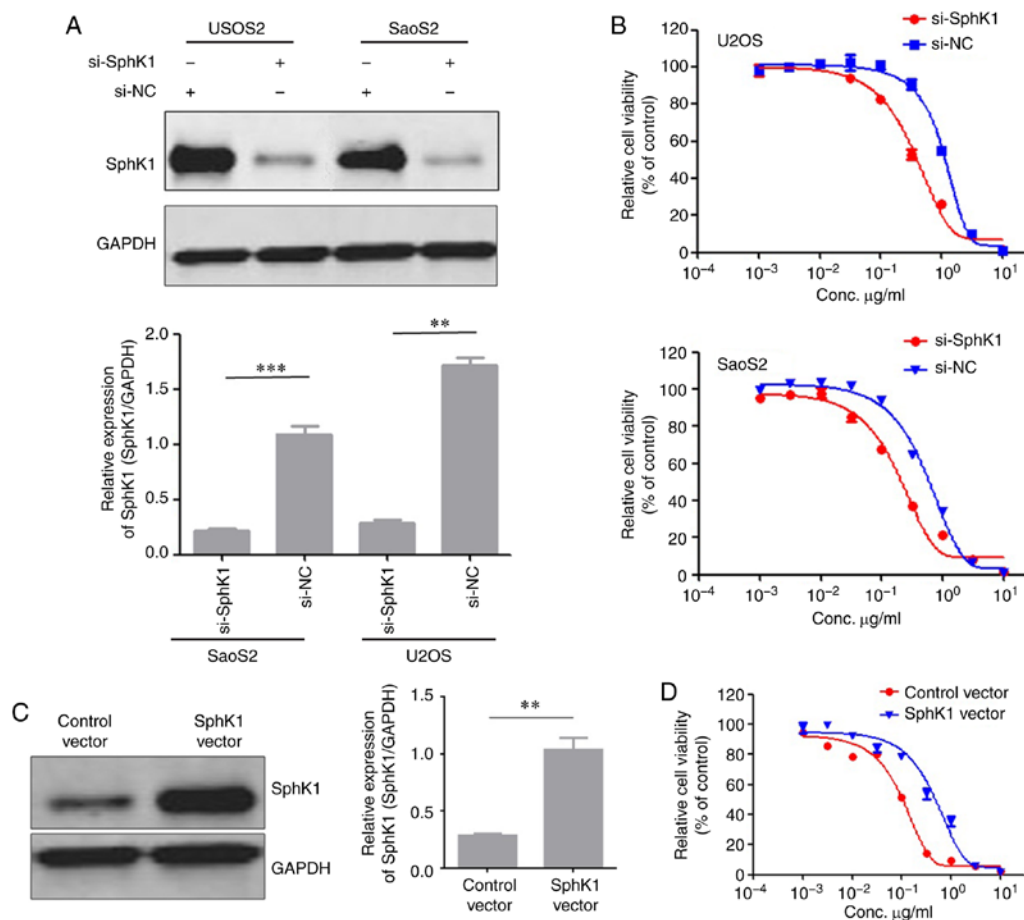 A
USOS2 SaoS2
si-SphK1 – + – +
si-NC + – + –
SphK1
GAPDH
2.0
1.5
1.0
0.5
0.0
Relative expression
of SphK1 (SphK1/GAPDH)
***
**
si-SphK1
si-NC
si-SphK1
si-NC
SaoS2 U2OS
B
si-SphK1
si-NC
U2OS
120
100
80
60
40
20
0
Relative cell viability
(% of control)
10⁻⁴ 10⁻³ 10⁻² 10⁻¹ 10⁰ 10¹
Conc. µg/ml
si-SphK1
si-NC
SaoS2
120
100
80
60
40
20
0
Relative cell viability
(% of control)
10⁻⁴ 10⁻³ 10⁻² 10⁻¹ 10⁰ 10¹
Conc. µg/ml
C
Control
vector
SphK1
vector
SphK1
GAPDH
1.5
1.0
0.5
0.0
Relative expression
of SphK1 (SphK1/GAPDH)
**
Control
vector
SphK1
vector
D
Control vector
SphK1 vector
120
100
80
60
40
20
0
Relative cell viability
(% of control)
10⁻⁴ 10⁻³ 10⁻² 10⁻¹ 10⁰ 10¹
Conc. µg/ml